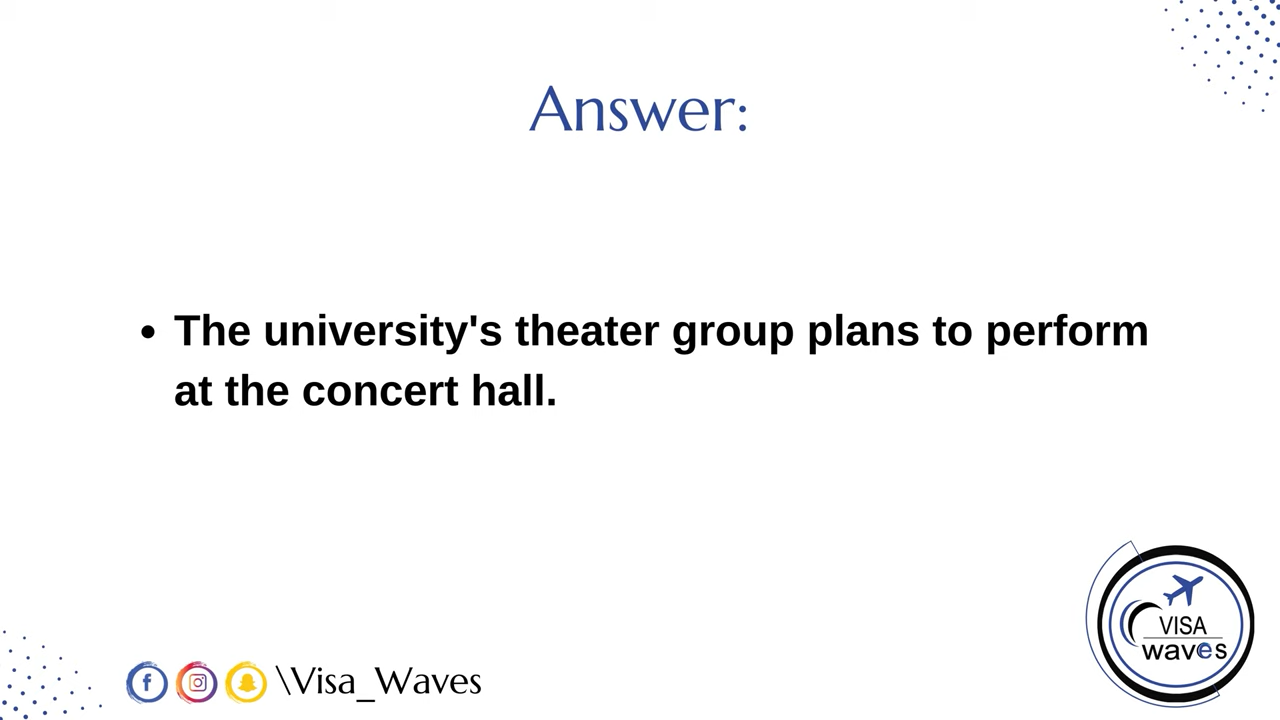 Answer:
• The university's theater group plans to perform
at the concert hall.
\Visa_Waves
VISA
waves